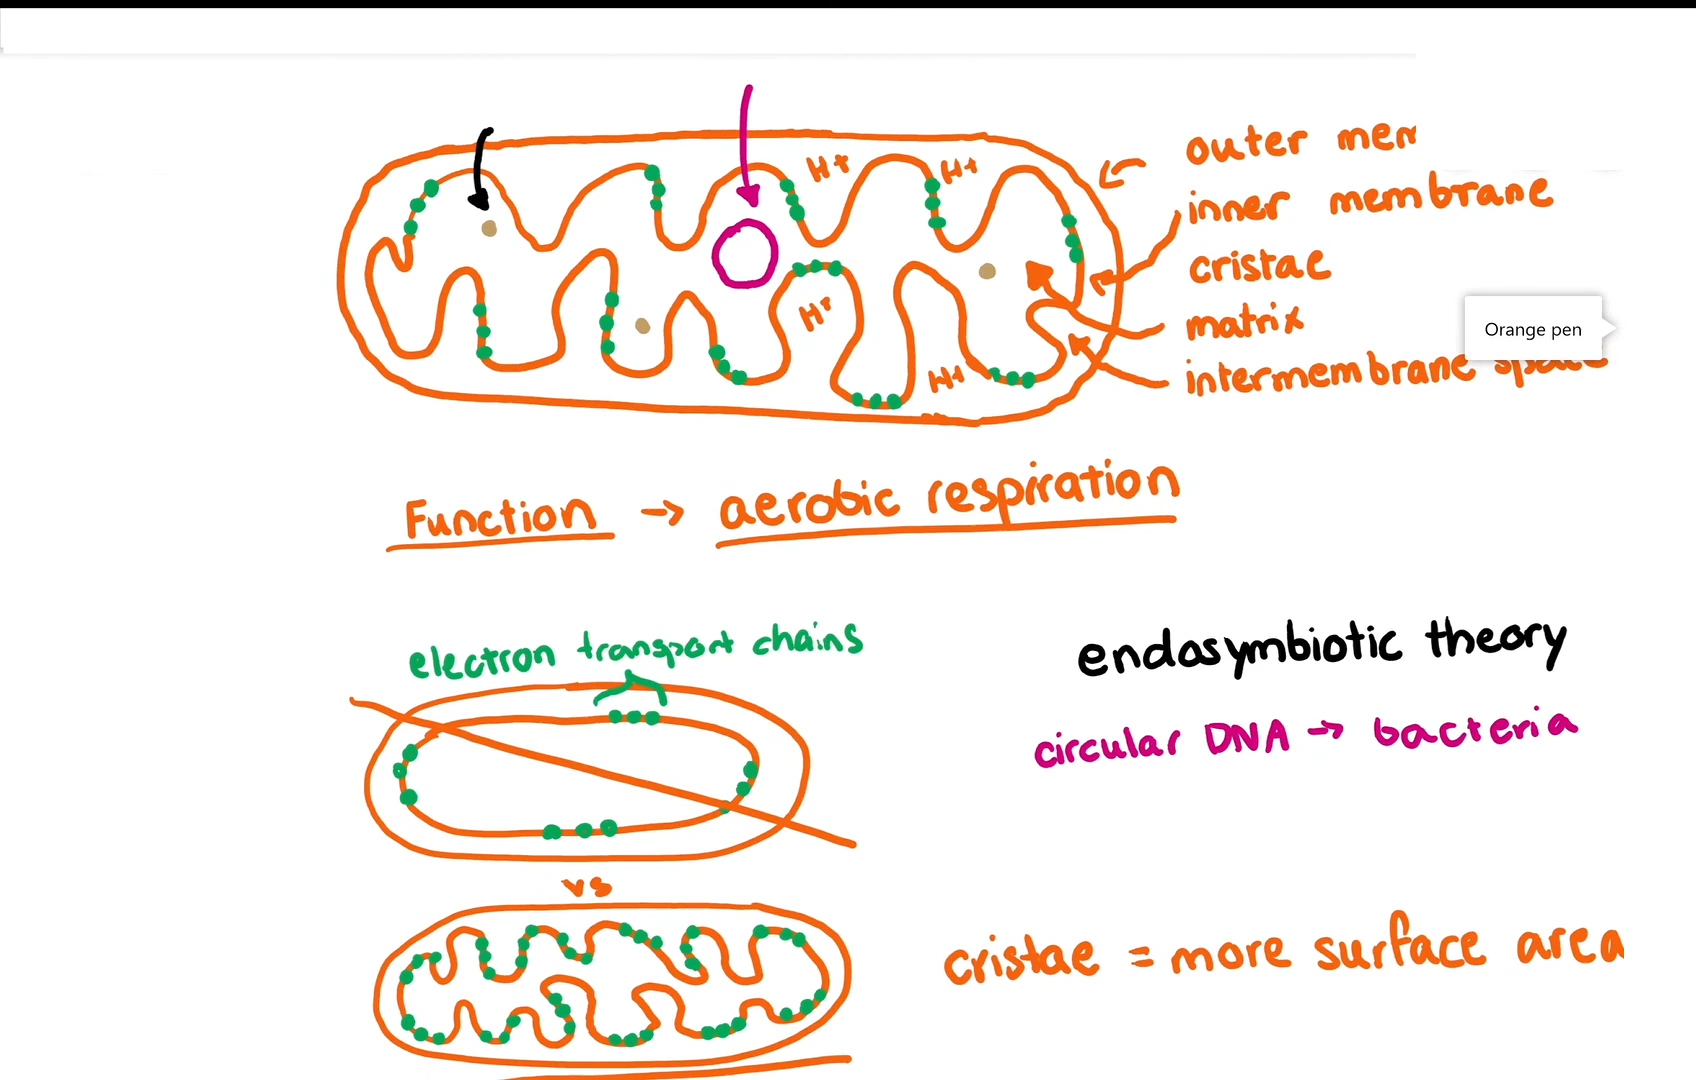 outer mem
inner membrane
cristae
matrix
intermembrane space
Orange pen
H+
H+
H+
H+
Function → aerobic respiration
electron transport chains
endosymbiotic theory
circular DNA → bacteria
vs
cristae = more surface area